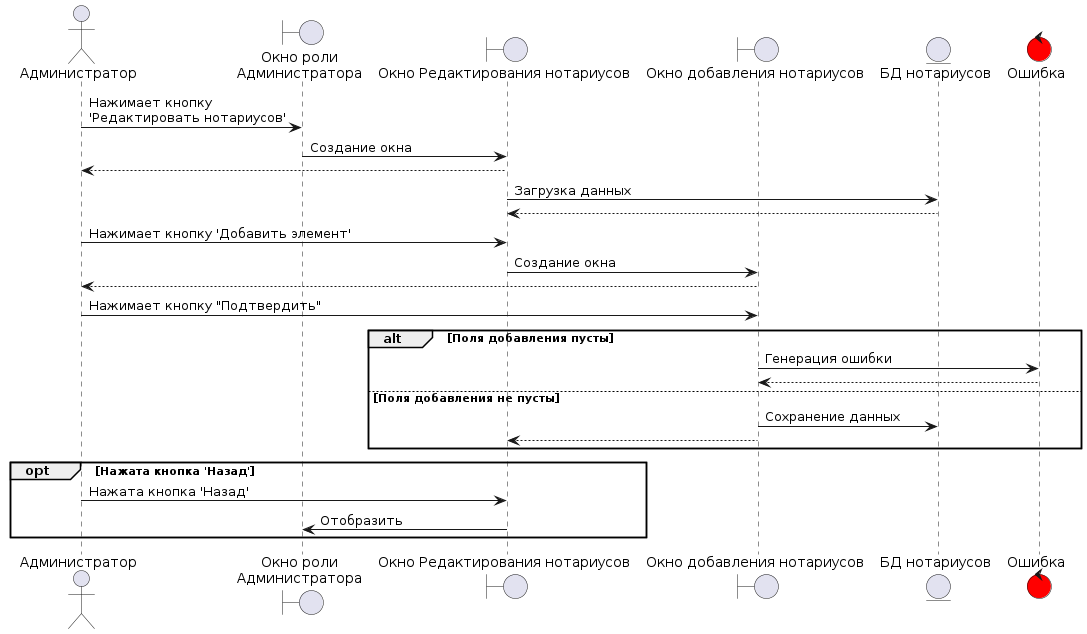 Администратор
Окно роли
Администратора
Окно Редактирования нотариусов
Окно добавления нотариусов
БД нотариусов
Ошибка
Нажимает кнопку
'Редактировать нотариусов'
Создание окна
Загрузка данных
Нажимает кнопку 'Добавить элемент'
Создание окна
Нажимает кнопку "Подтвердить"
alt
[Поля добавления пусты]
Генерация ошибки
[Поля добавления не пусты]
Сохранение данных
opt
[Нажата кнопка 'Назад']
Нажата кнопка 'Назад'
Отобразить
Администратор
Окно роли
Администратора
Окно Редактирования нотариусов
Окно добавления нотариусов
БД нотариусов
Ошибка